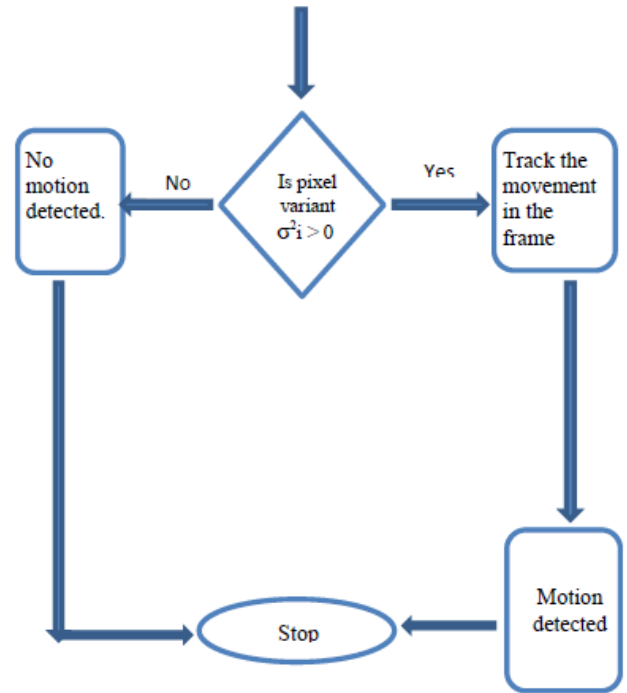 No
motion
detected.
No
Is pixel
variant
σ²i > 0
Yes
Track the
movement
in the
frame
Motion
detected
Stop